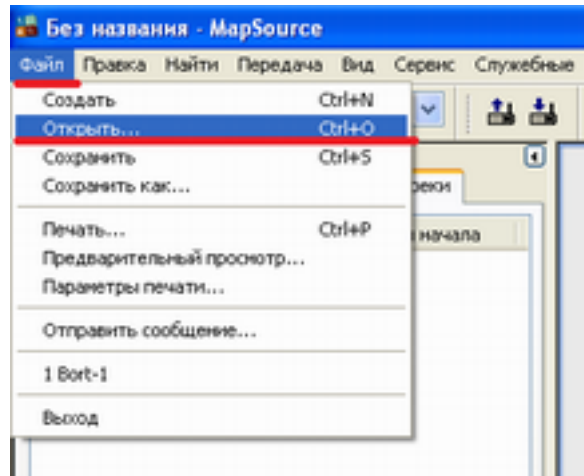 Без названия - MapSource
Файл Правка Найти Передача Вид Сервис Служебные
Создать Ctrl+N
Открыть... Ctrl+O
Сохранить Ctrl+S
Сохранить как...
Печать... Ctrl+P
начала
Предварительный просмотр...
Параметры печати...
Отправить сообщение...
1 Bort-1
Выход